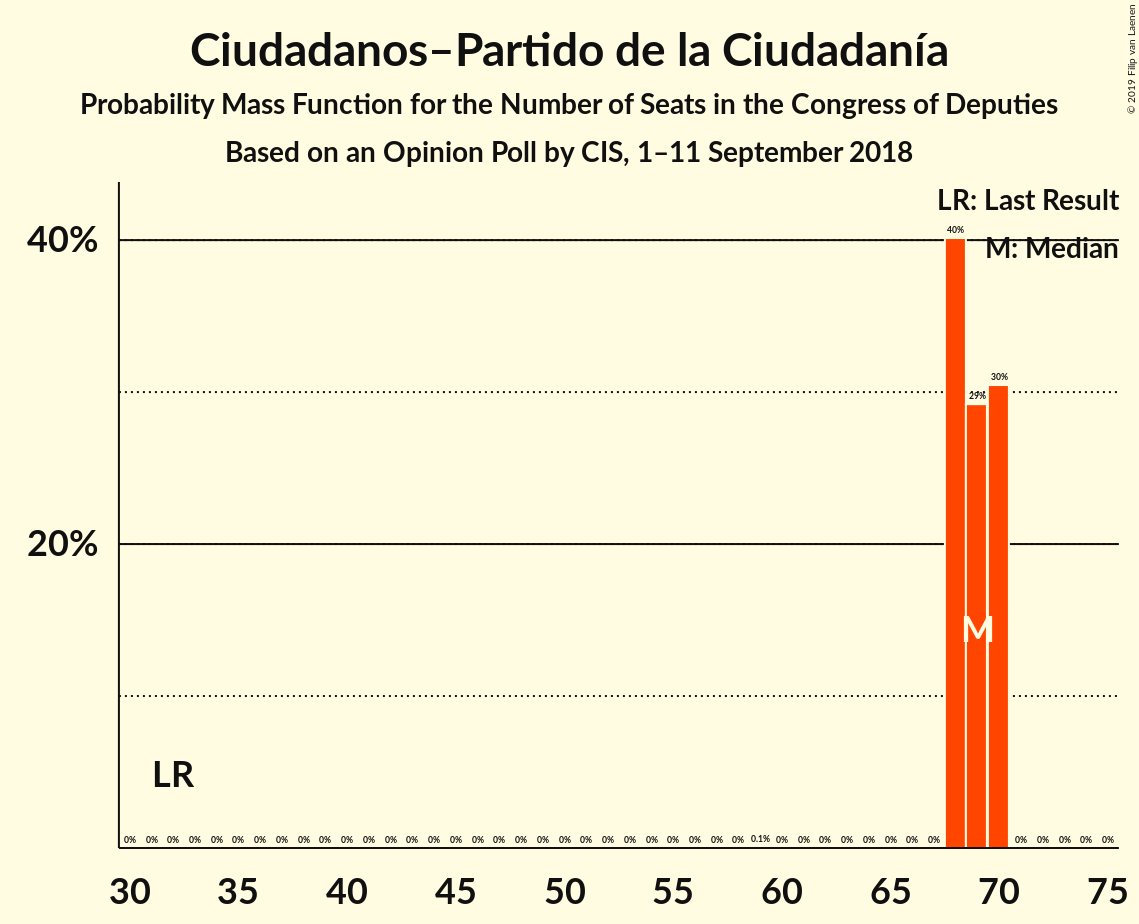 Ciudadanos–Partido de la Ciudadanía
Probability Mass Function for the Number of Seats in the Congress of Deputies
Based on an Opinion Poll by CIS, 1–11 September 2018
© 2019 Filip van Laenen
LR: Last Result
M: Median
40%
20%
40%
29%
30%
M
LR
0% 0% 0% 0% 0% 0% 0% 0% 0% 0% 0% 0% 0% 0% 0% 0% 0% 0% 0% 0% 0% 0% 0% 0% 0% 0% 0% 0% 0% 0.1% 0% 0% 0% 0% 0% 0% 0% 0% 0% 0% 0% 0% 0%
30 35 40 45 50 55 60 65 70 75